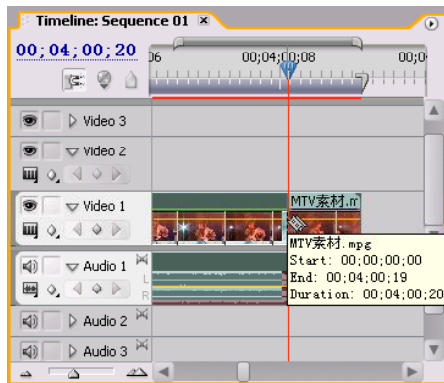 Timeline: Sequence 01
00;04;00;20
06
00;04;00;08
00;0
Video 3
Video 2
Video 1
MTV素材.m
MTV素材.mpg
Start: 00;00;00;00
End: 00;04;00;19
Duration: 00;04;00;20
Audio 1
L
R
Audio 2
Audio 3